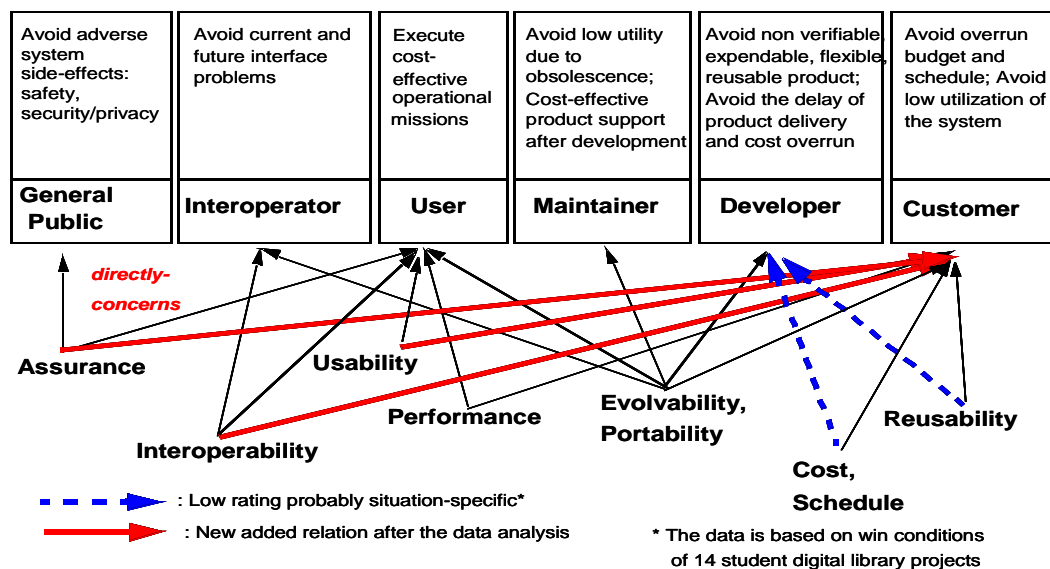 Avoid adverse
system
side-effects:
safety,
security/privacy
Avoid current and
future interface
problems
Execute
cost-
effective
operational
missions
Avoid low utility
due to
obsolescence;
Cost-effective
product support
after development
Avoid non verifiable,
expendable, flexible,
reusable product;
Avoid the delay of
product delivery
and cost overrun
Avoid overrun
budget and
schedule; Avoid
low utilization of
the system
General
Public
Interoperator
User
Maintainer
Developer
Customer
directly-
concerns
Assurance
Usability
Performance
Interoperability
Evolvability,
Portability
Reusability
Cost,
Schedule
: Low rating probably situation-specific*
: New added relation after the data analysis
* The data is based on win conditions
of 14 student digital library projects